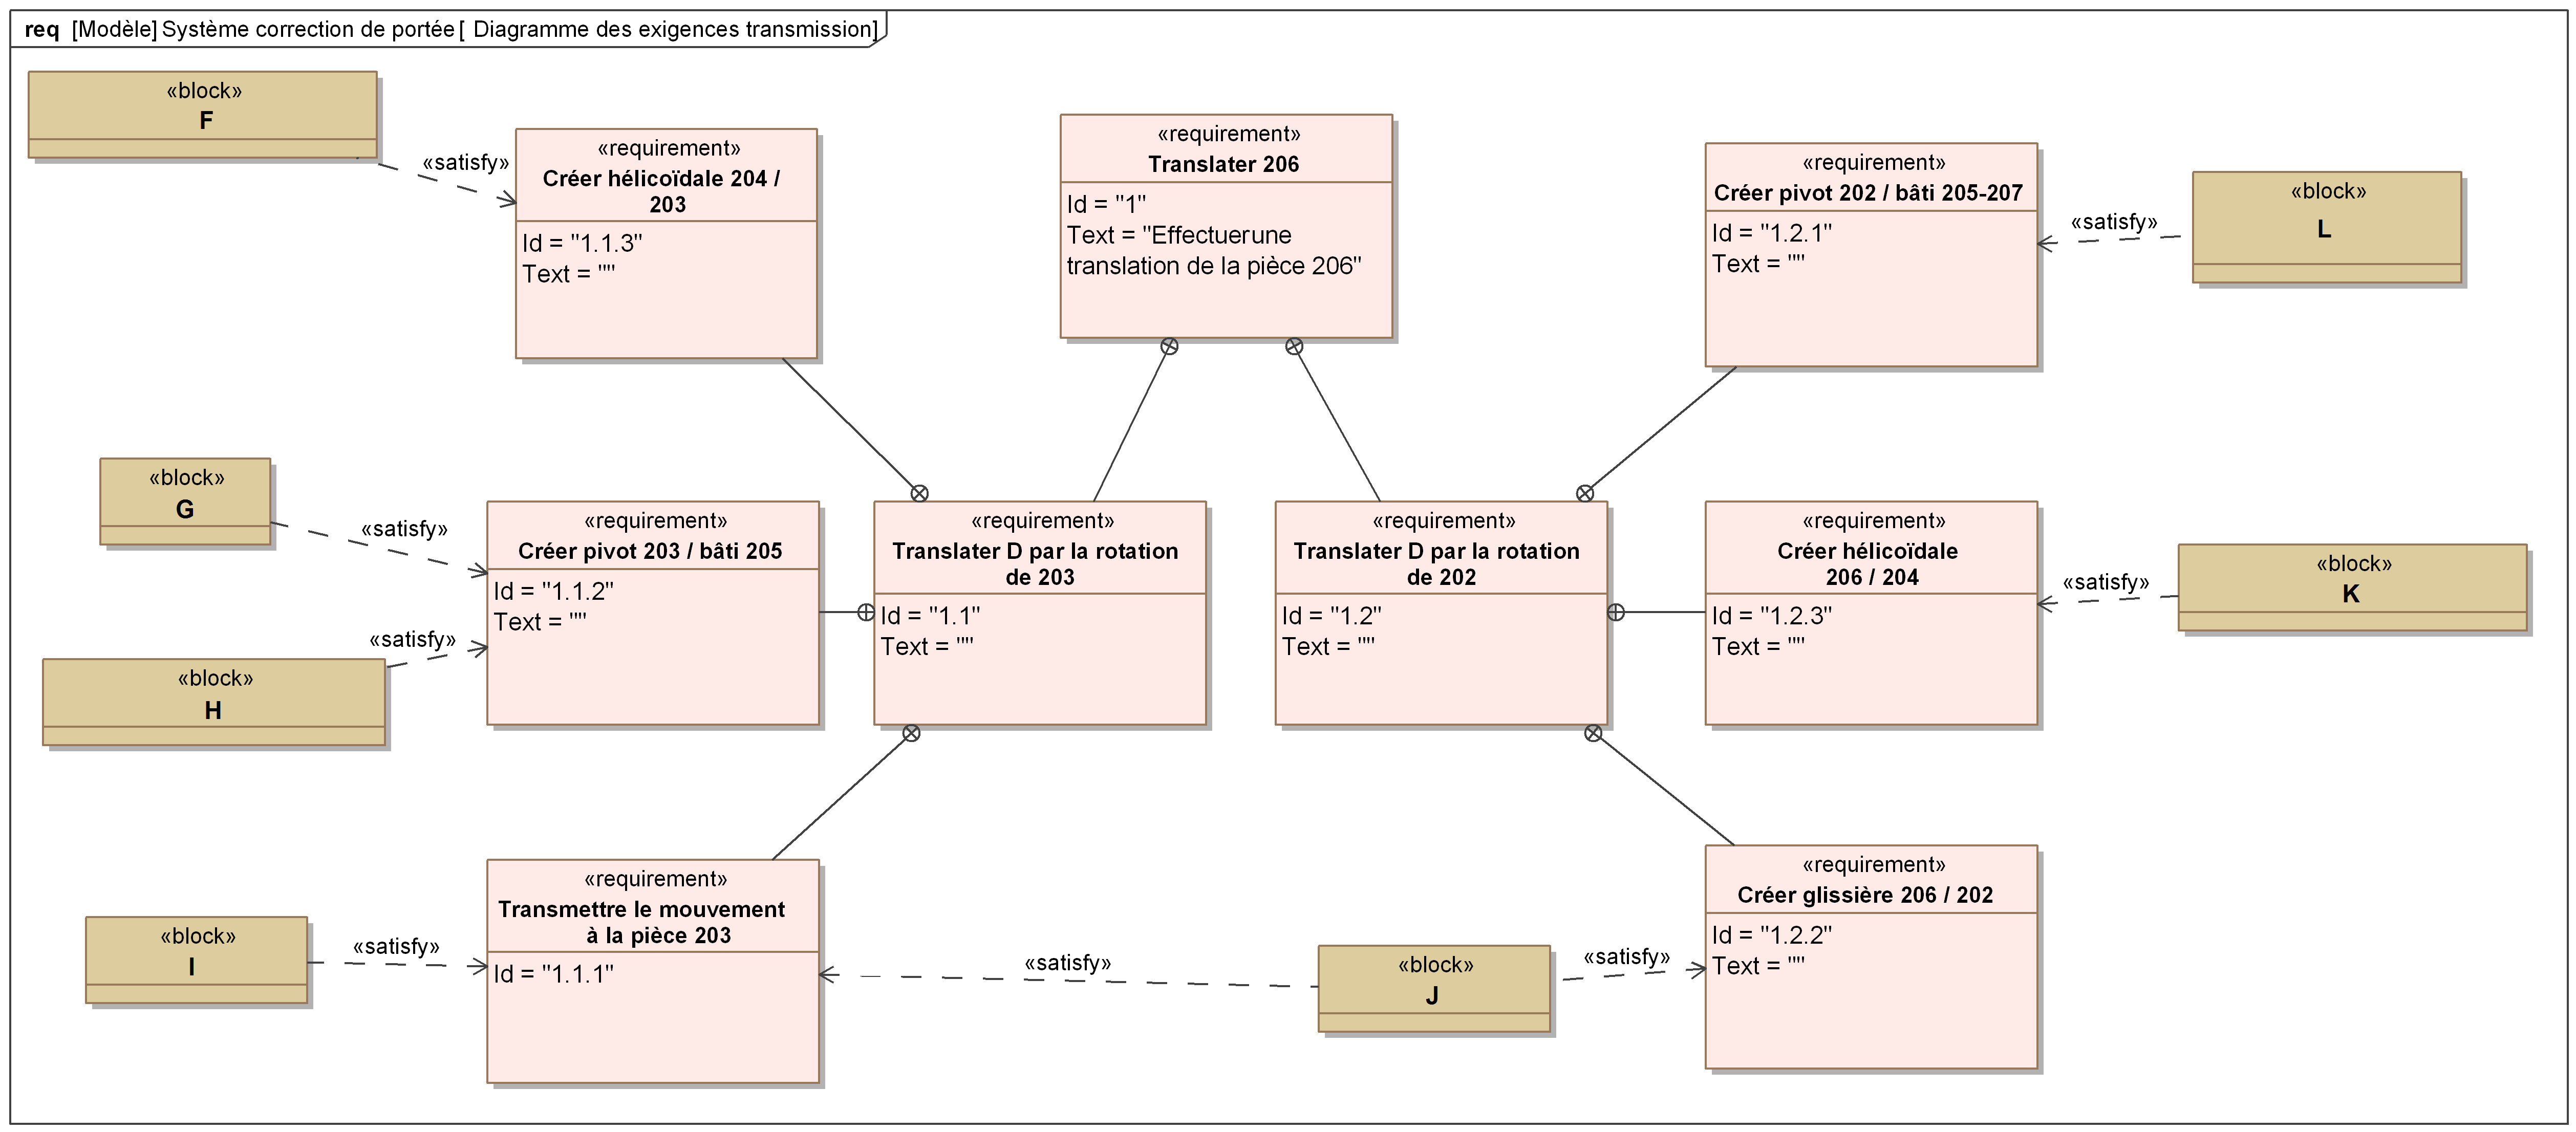 req [Modèle] Système correction de portée [ Diagramme des exigences transmission]
«block»
F
«satisfy»
«requirement»
Créer hélicoïdale 204 /
203
Id = "1.1.3"
Text = ""
«requirement»
Translater 206
Id = "1"
Text = "Effectuerune
translation de la pièce 206"
«requirement»
Créer pivot 202 / bâti 205-207
Id = "1.2.1"
Text = ""
«satisfy»
«block»
L
«block»
G
«satisfy»
«block»
H
«satisfy»
«requirement»
Créer pivot 203 / bâti 205
Id = "1.1.2"
Text = ""
«requirement»
Translater D par la rotation
de 203
Id = "1.1"
Text = ""
«requirement»
Translater D par la rotation
de 202
Id = "1.2"
Text = ""
«requirement»
Créer hélicoïdale
206 / 204
Id = "1.2.3"
Text = ""
«satisfy»
«block»
K
«block»
I
«satisfy»
«requirement»
Transmettre le mouvement
à la pièce 203
Id = "1.1.1"
«satisfy»
«block»
J
«satisfy»
«requirement»
Créer glissière 206 / 202
Id = "1.2.2"
Text = ""